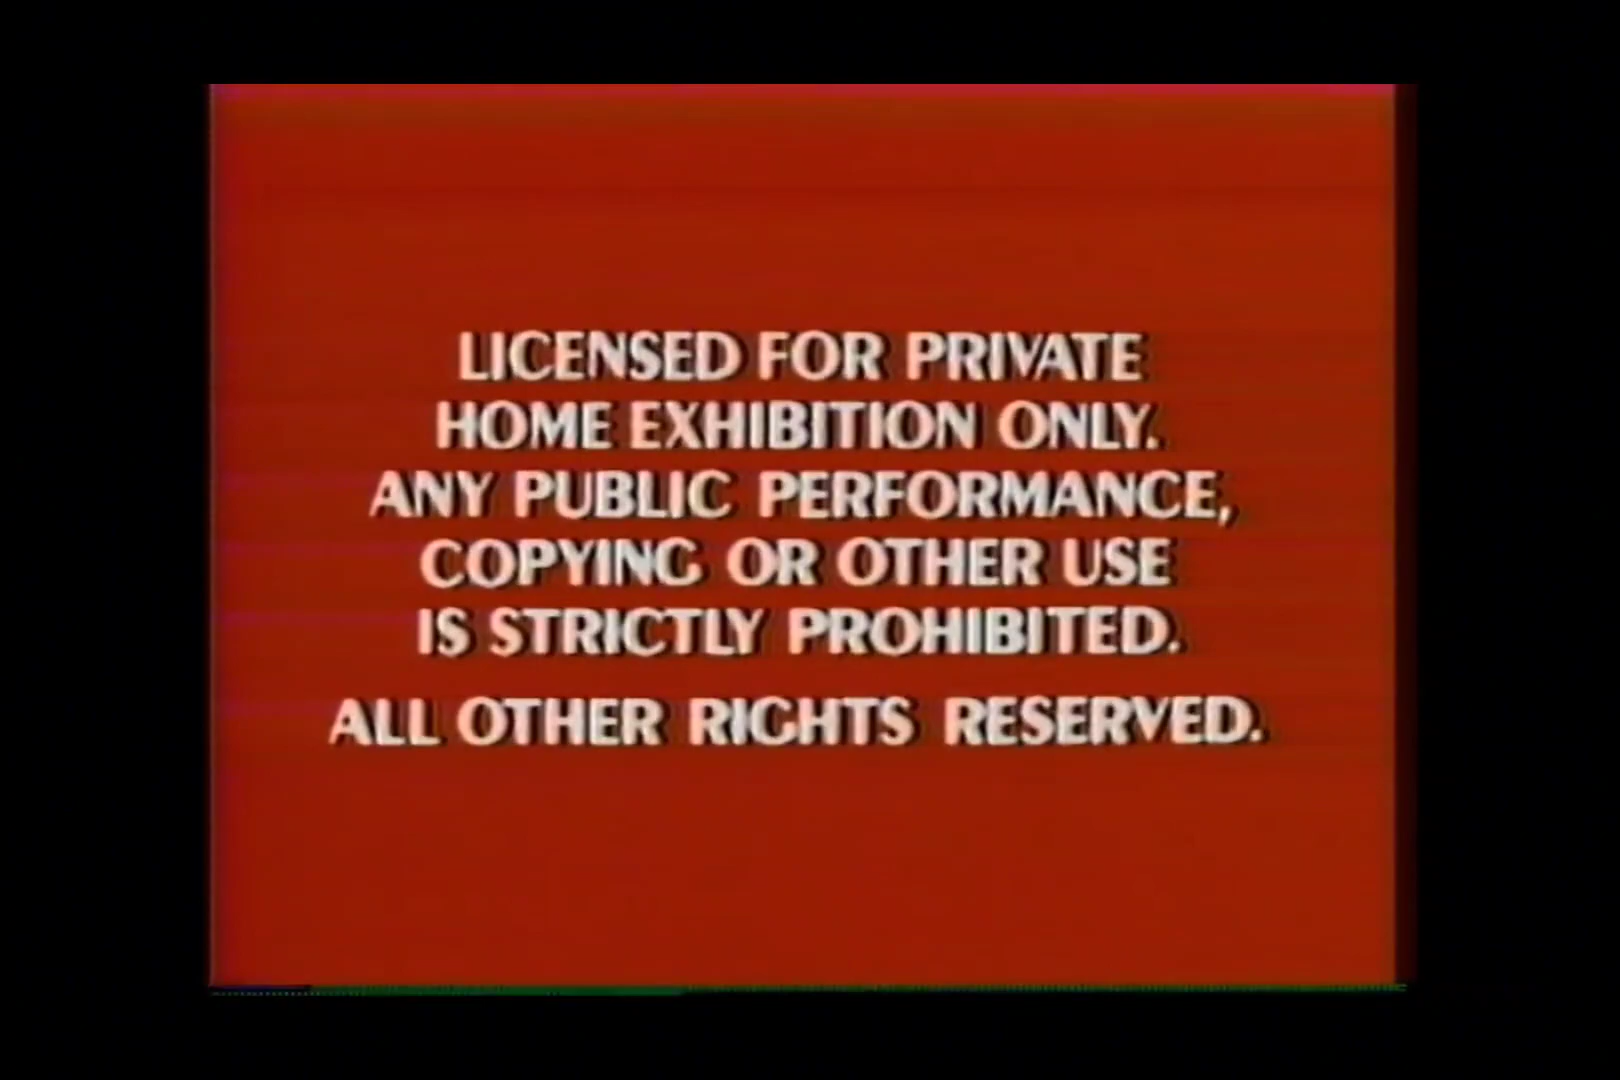 LICENSED FOR PRIVATE
HOME EXHIBITION ONLY.
ANY PUBLIC PERFORMANCE,
COPYING OR OTHER USE
IS STRICTLY PROHIBITED.
ALL OTHER RIGHTS RESERVED.